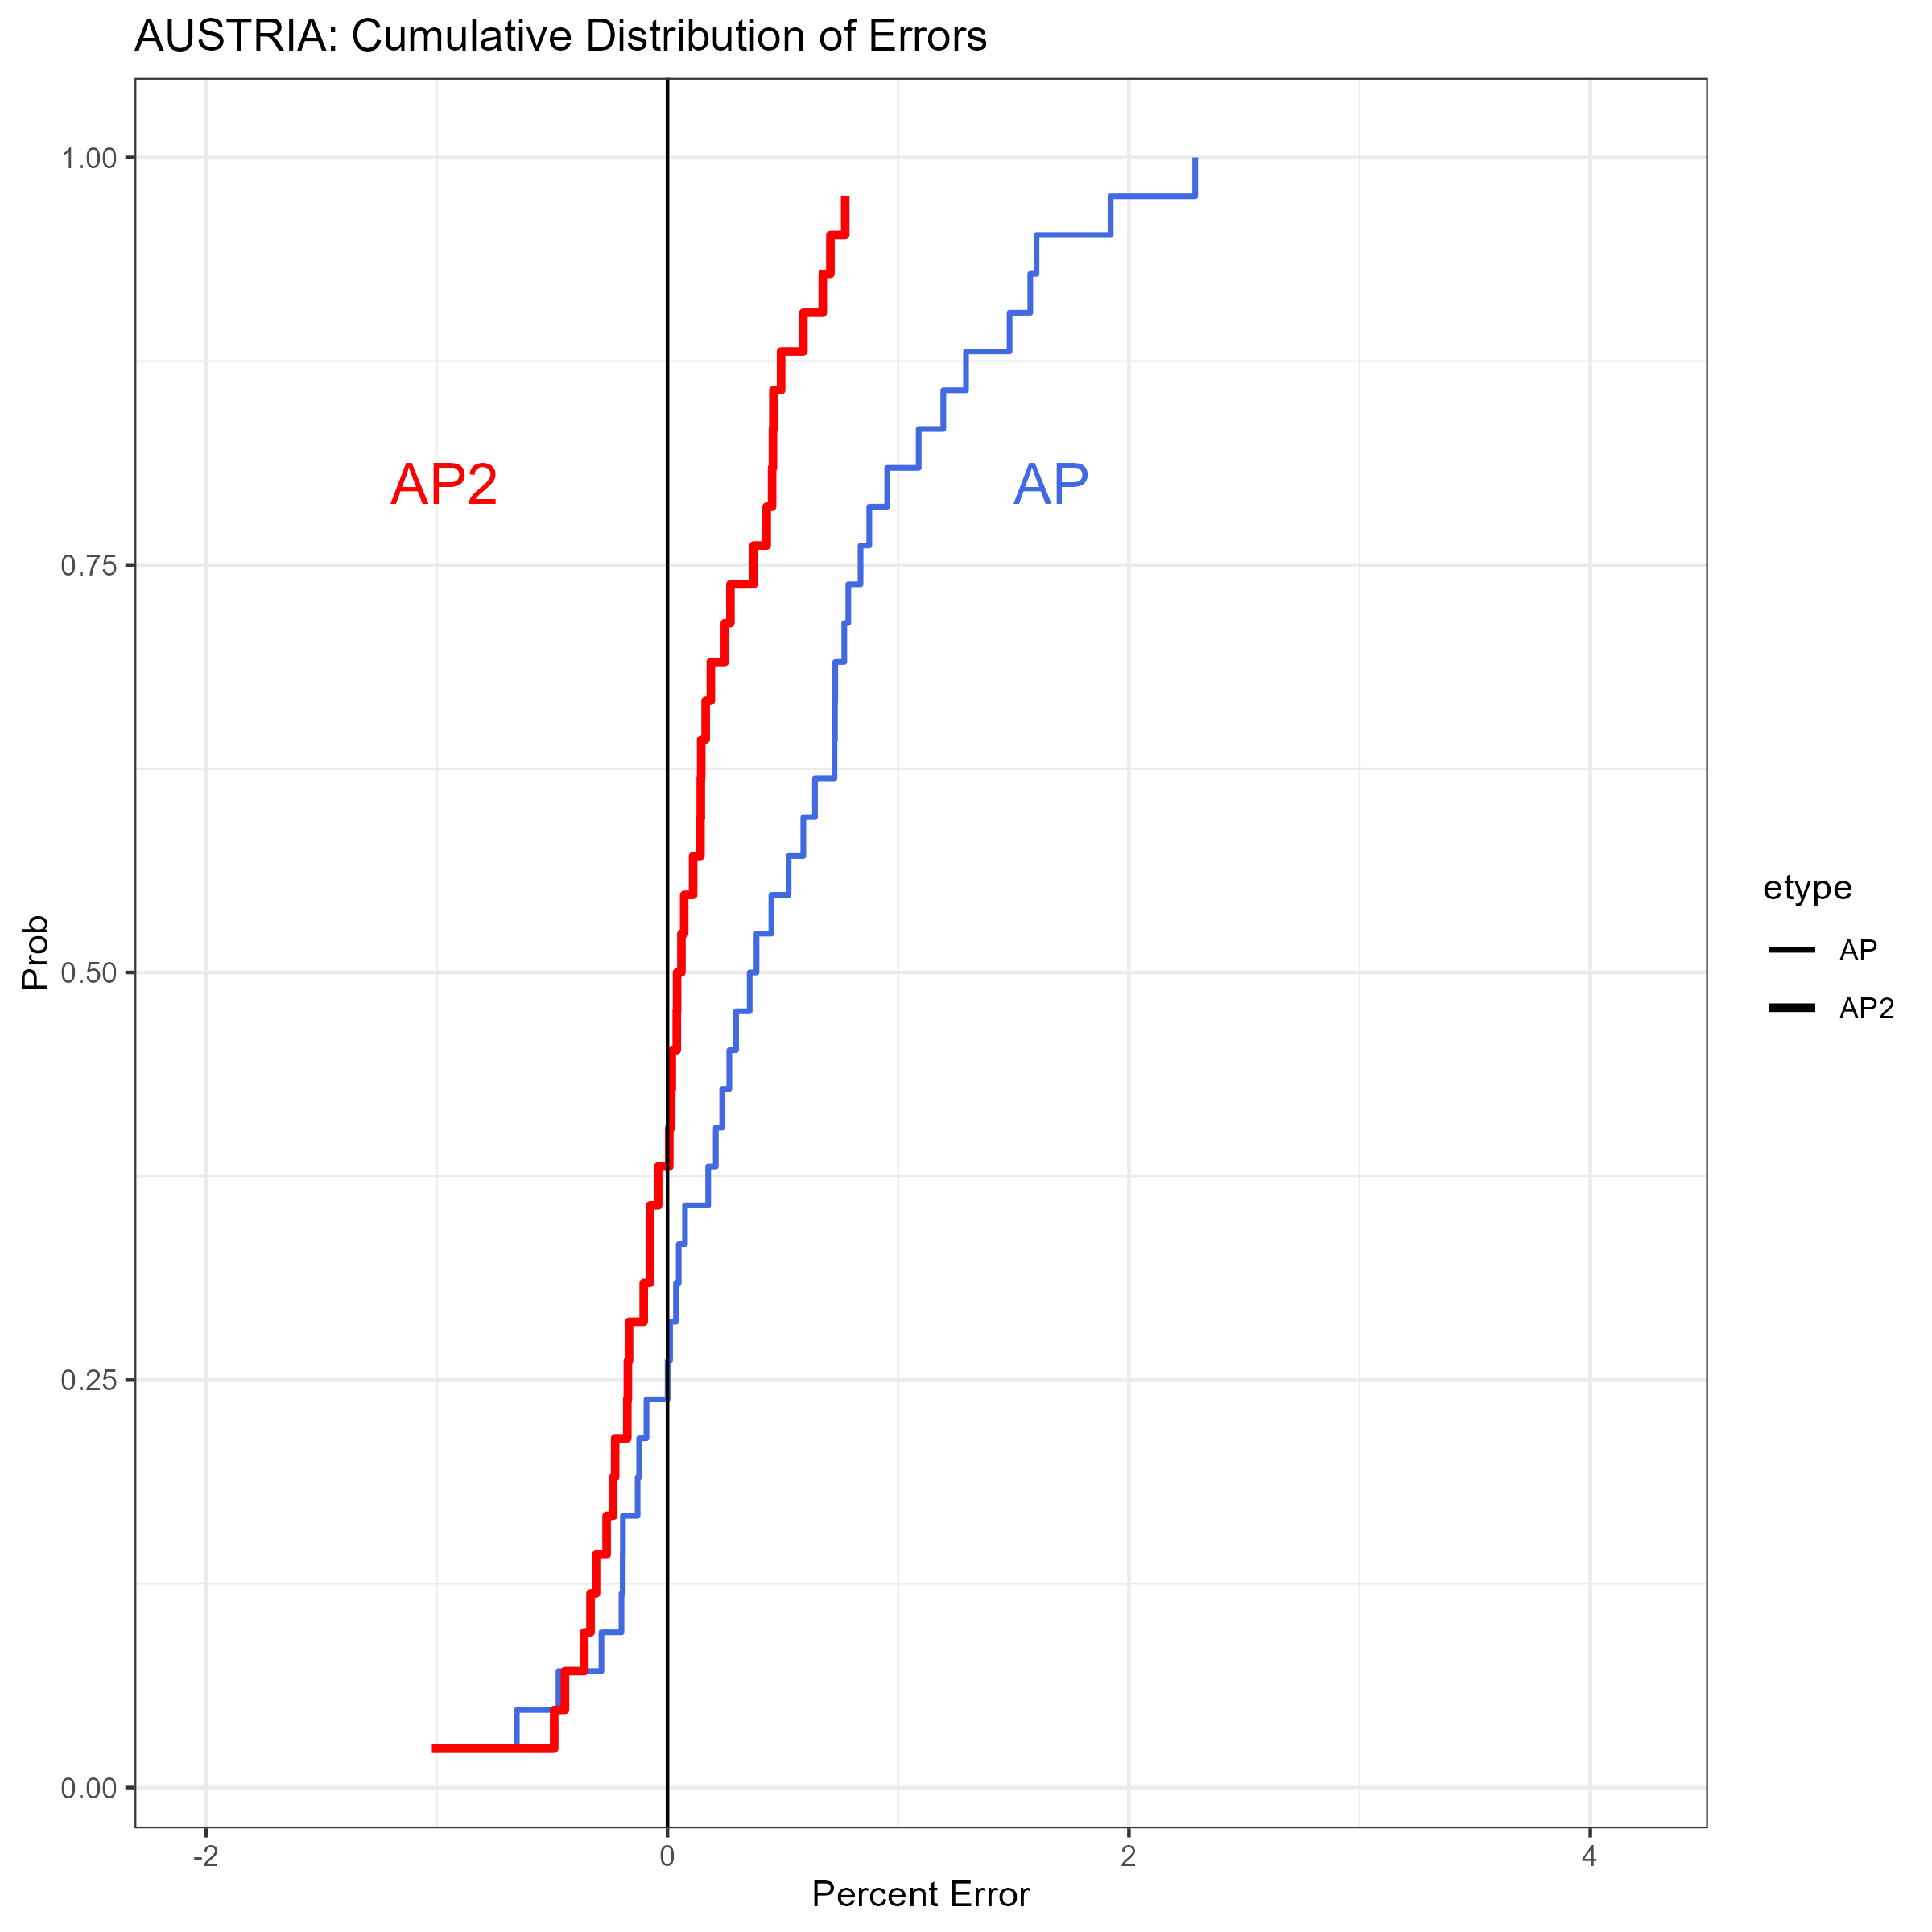 AUSTRIA: Cumulative Distribution of Errors
1.00
0.75
0.50
0.25
0.00
Prob
AP2
AP
-2
0
2
4
Percent Error
etype
AP
AP2